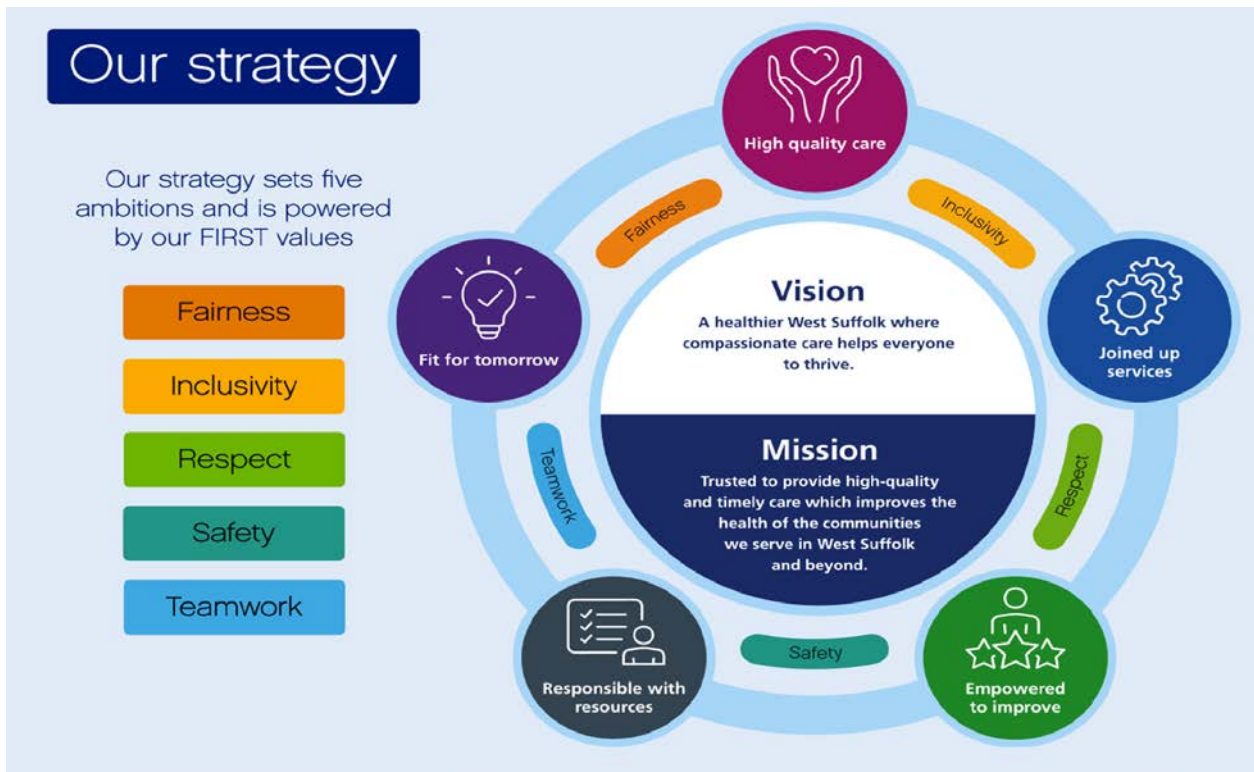 Our strategy
Our strategy sets five
ambitions and is powered
by our FIRST values
Fairness
Inclusivity
Respect
Safety
Teamwork
High quality care
Fairness
Inclusivity
Fit for tomorrow
Joined up
services
Vision
A healthier West Suffolk where
compassionate care helps everyone
to thrive.
Mission
Trusted to provide high-quality
and timely care which improves the
health of the communities
we serve in West Suffolk
and beyond.
Teamwork
Respect
Safety
Responsible with
resources
Empowered
to improve